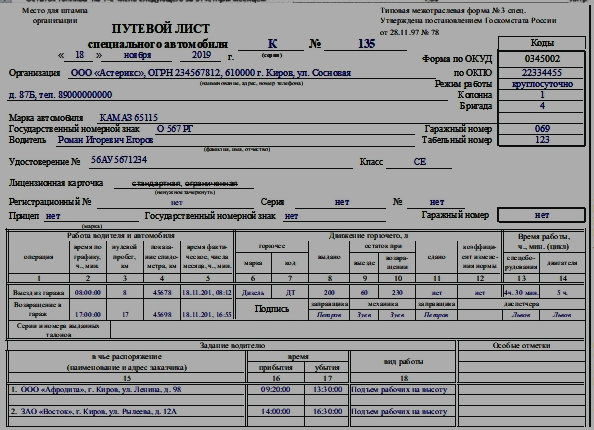 Место для штампа организации
Типовая межотраслевая форма №3 спец.
Утверждена постановлением Госкомстата России
от 28.11.97 № 78
ПУТЕВОЙ ЛИСТ
специального автомобиля К № 135
(серия)
Коды
« 18 » ноября 2019 г.
Форма по ОКУД 0345002
Организация ООО «Астерикс», ОГРН 234567812, 610000 г. Киров, ул. Сосновая
по ОКПО 22334455
(наименование, адрес, номер телефона)
Режим работы круглосуточно
д. 87Б, тел. 89000000000
Колонна 1
Бригада 4
Марка автомобиля КАМАЗ 65115
Государственный номерной знак О 567 РГ
Гаражный номер 069
Водитель Роман Игоревич Егоров
Табельный номер 123
(фамилия, имя, отчество)
Удостоверение № 56АУ5671234 Класс СЕ
Лицензионная карточка стандартная, ограниченная
(ненужное зачеркнуть)
Регистрационный № нет Серия нет № нет
Прицеп нет Государственный номерной знак нет Гаражный номер нет
(марка)
Работа водителя и автомобиля Движение горючего, л Время работы, ч., мин. (цикл)
операция время по графику, ч., мин. нулевой пробег, км показание спидометра, км время фактическое, числа месяца, ч., мин. горючее выдано остаток при сдано коэффициент изменения нормы спецоборудования двигателя
марка код выезде возвращении
1 2 3 4 5 6 7 8 9 10 11 12 13 14
Выезд из гаража 08:00:00 8 45678 18.11.201, 08:12 Дизель ДТ 200 60 230 нет нет 4ч. 30 мин. 5 ч.
Возвращение в гараж 17:00:00 17 45698 18.11.201, 16:55 Подпись заправщика механика заправщика диспетчера
Петров Зуев Зуев Петров Львов Львов
Серии и номера выданных талонов
Задание водителю Особые отметки
в чье распоряжение (наименование и адрес заказчика) время вид работы
прибытия убытия
15 16 17 18
1. ООО «Афродита», г. Киров, ул. Ленина, д. 98 09:20:00 13:30:00 Подъем рабочих на высоту
2. ЗАО «Восток», г. Киров, ул. Рылеева, д. 12А 14:00:00 16:30:00 Подъем рабочих на высоту